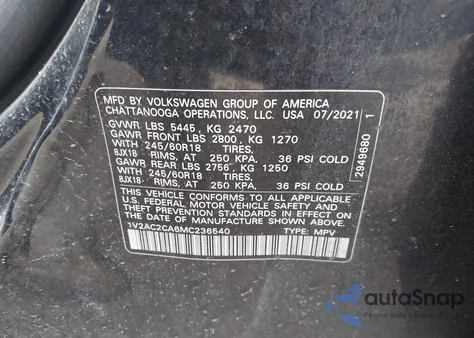 MFD BY VOLKSWAGEN GROUP OF AMERICA
CHATTANOOGA OPERATIONS, LLC. USA 07/2021
GVWR LBS 5445, KG 2470
GAWR FRONT LBS 2800, KG 1270
WITH 245/60R18 TIRES,
8JX18 RIMS, AT 250 KPA, 36 PSI COLD
GAWR REAR LBS 2756, KG 1250
WITH 245/60R18 TIRES,
8JX18 RIMS, AT 250 KPA, 36 PSI COLD
THIS VEHICLE CONFORMS TO ALL APPLICABLE
U.S. FEDERAL MOTOR VEHICLE SAFETY STANDARDS
IN EFFECT ON THE DATE OF MANUFACTURE SHOWN ABOVE.
1V2AC2CA6MC236540 TYPE: MPV
2949680 1
autoSnap